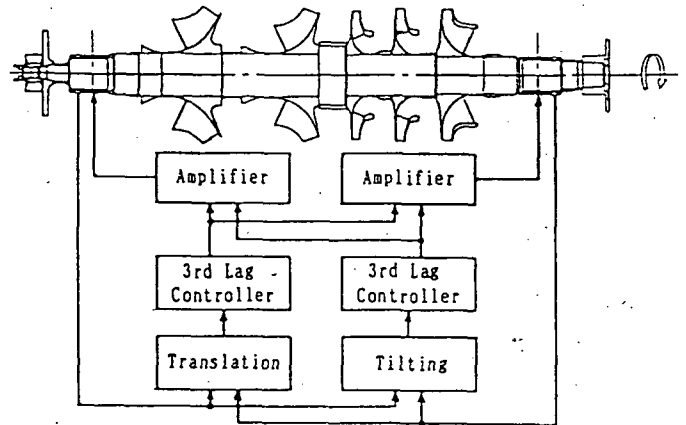 Amplifier
Amplifier
3rd Lag
Controller
3rd Lag
Controller
Translation
Tilting